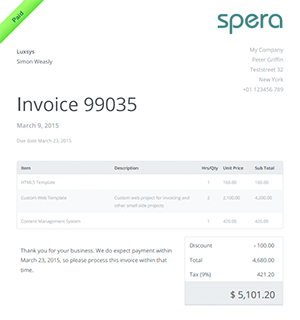 Paid
spera
Luxsys
Simon Weasly
My Company
Peter Griffin
Teststreet 32
New York
+01 123456 789
Invoice 99035
March 9, 2015
Due date March 23, 2015
Item Description Hrs/Qty Unit Price Sub Total
HTML5 Template 1 160.00 160.00
Custom Web Template Custom web project for invoicing and other small side projects 2 2,100.00 4,200.00
Content Management System 1 420.00 420.00
Thank you for your business. We do expect payment within
March 23, 2015, so please process this invoice within that
time.
Discount - 100.00
Total 4,680.00
Tax (9%) 421.20
$ 5,101.20